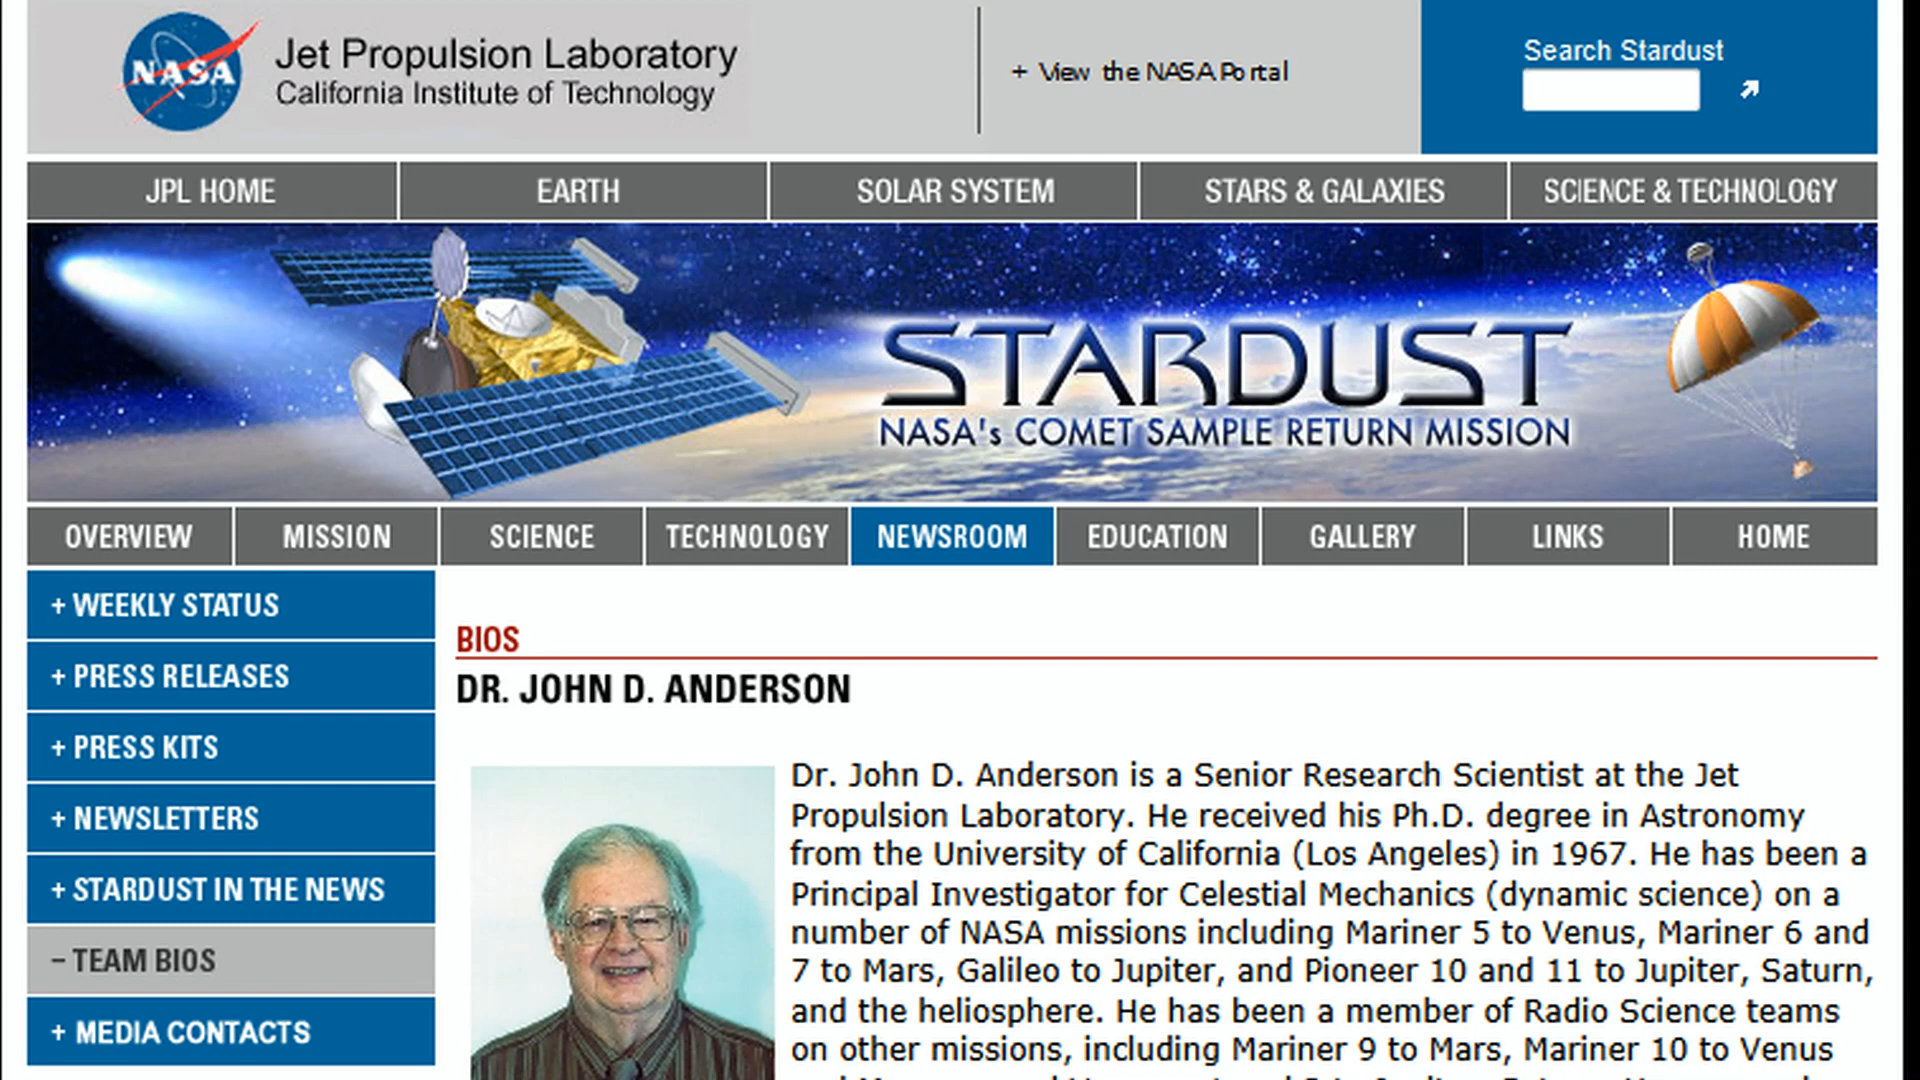 NASA
Jet Propulsion Laboratory
California Institute of Technology
+ View the NASA Portal
Search Stardust
JPL HOME
EARTH
SOLAR SYSTEM
STARS & GALAXIES
SCIENCE & TECHNOLOGY
STARDUST
NASA's COMET SAMPLE RETURN MISSION
OVERVIEW
MISSION
SCIENCE
TECHNOLOGY
NEWSROOM
EDUCATION
GALLERY
LINKS
HOME
+ WEEKLY STATUS
+ PRESS RELEASES
+ PRESS KITS
+ NEWSLETTERS
+ STARDUST IN THE NEWS
– TEAM BIOS
+ MEDIA CONTACTS
BIOS
DR. JOHN D. ANDERSON
Dr. John D. Anderson is a Senior Research Scientist at the Jet
Propulsion Laboratory. He received his Ph.D. degree in Astronomy
from the University of California (Los Angeles) in 1967. He has been a
Principal Investigator for Celestial Mechanics (dynamic science) on a
number of NASA missions including Mariner 5 to Venus, Mariner 6 and
7 to Mars, Galileo to Jupiter, and Pioneer 10 and 11 to Jupiter, Saturn,
and the heliosphere. He has been a member of Radio Science teams
on other missions, including Mariner 9 to Mars, Mariner 10 to Venus